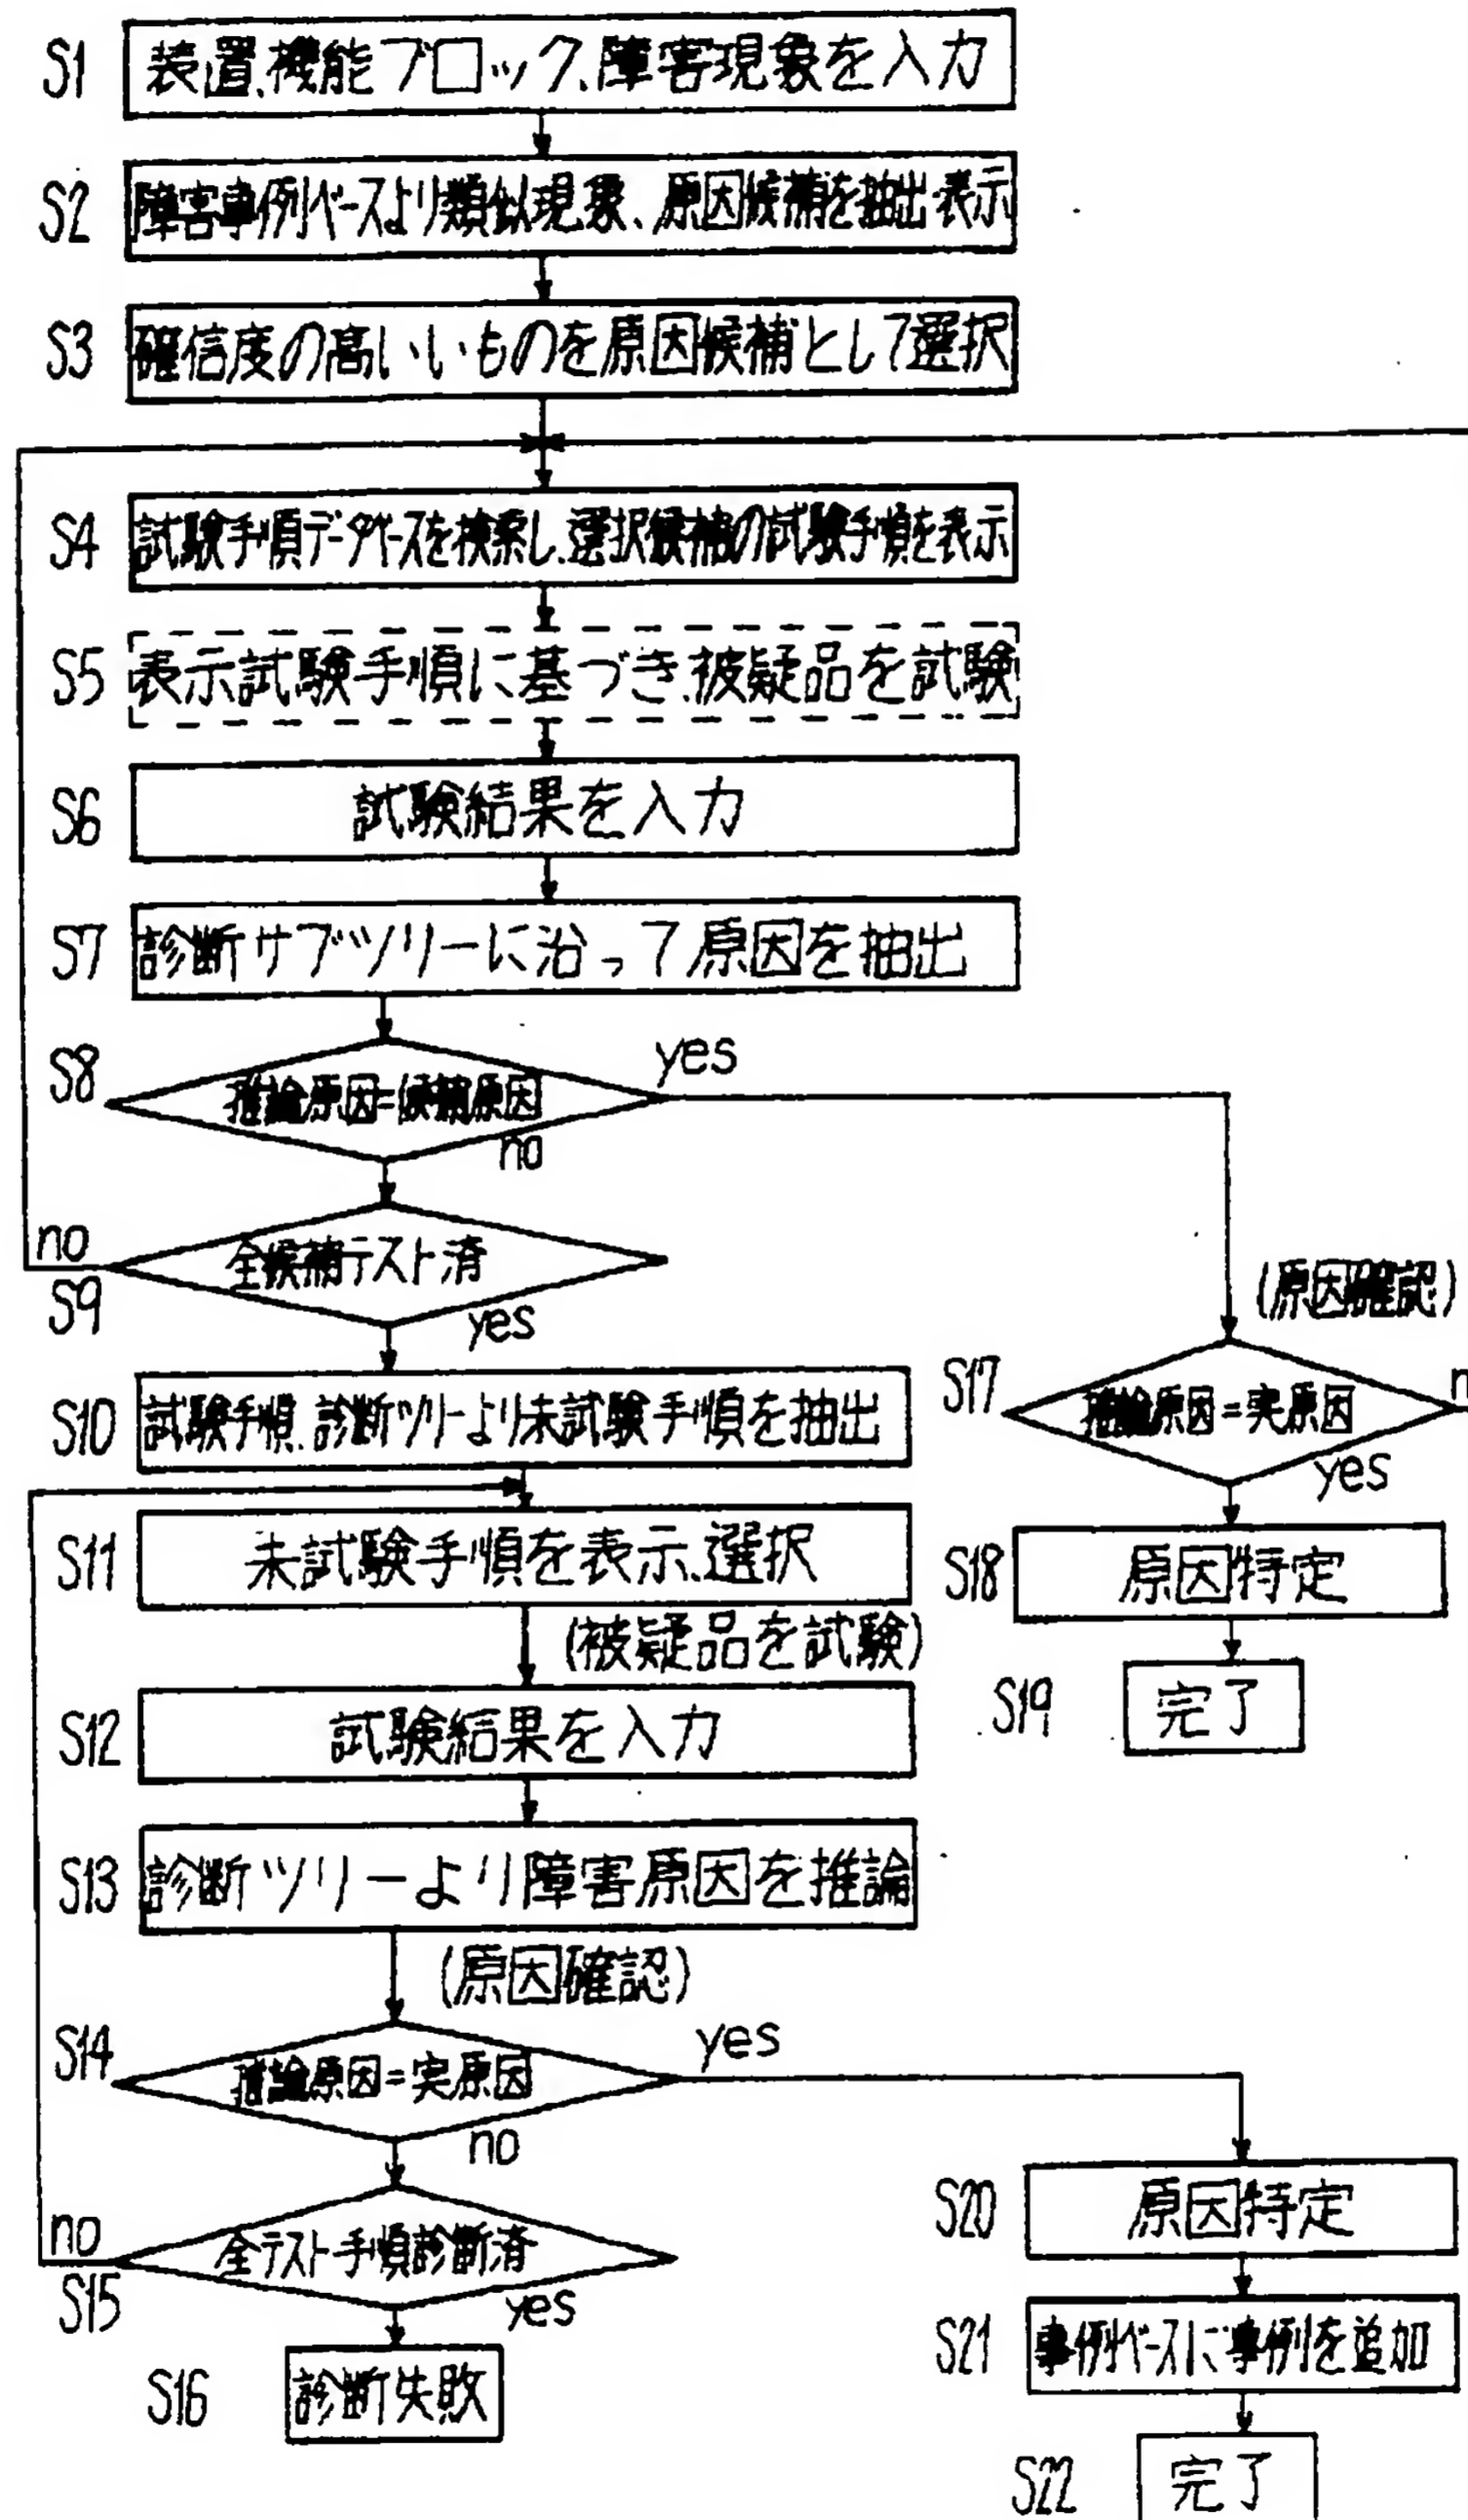 S1 装置、機能ブロック、障害現象を入力
S2 障害事例ベースより類似現象、原因候補を抽出表示
S3 確信度の高いいものを原因候補として選択
S4 試験手順データベースを検索し、選択候補の試験手順を表示
S5 表示試験手順に基づき、被疑品を試験
S6 試験結果を入力
S7 診断サブツリーに沿って原因を抽出
S8 推論原因=候補原因 yes
no
S9 全候補テスト済 no
yes
S10 試験手順、診断ツリーより未試験手順を抽出
S11 未試験手順を表示、選択
(被疑品を試験)
S12 試験結果を入力
S13 診断ツリーより障害原因を推論
(原因確認)
S14 推論原因=実原因 yes
no
S15 全テスト手順診断済 no
yes
S16 診断失敗
(原因確認)
S17 推論原因=実原因
yes
S18 原因特定
S19 完了
S20 原因特定
S21 事例ベースに事例を追加
S22 完了